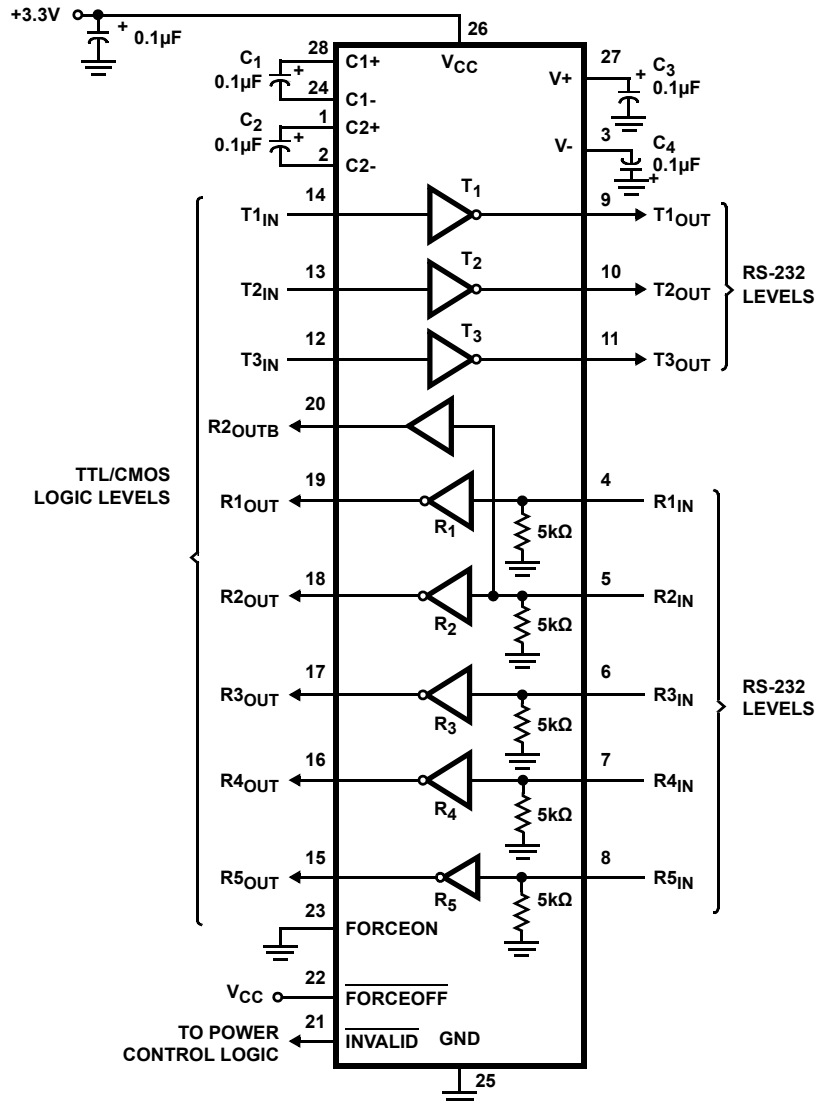 +3.3V
+
0.1µF
26
VCC
C1
0.1µF
+
28
C1+
24
C1-
C2
0.1µF
+
1
C2+
2
C2-
27
V+
+
C3
0.1µF
3
V-
C4
0.1µF
+
T1IN
14
T1
9
T1OUT
T2IN
13
T2
10
T2OUT
T3IN
12
T3
11
T3OUT
RS-232
LEVELS
R2OUTB
20
TTL/CMOS
LOGIC LEVELS
R1OUT
19
R1
5kΩ
4
R1IN
R2OUT
18
R2
5kΩ
5
R2IN
R3OUT
17
R3
5kΩ
6
R3IN
RS-232
LEVELS
R4OUT
16
R4
5kΩ
7
R4IN
R5OUT
15
R5
5kΩ
8
R5IN
23
FORCEON
VCC
22
FORCEOFF
TO POWER
CONTROL LOGIC
21
INVALID
GND
25